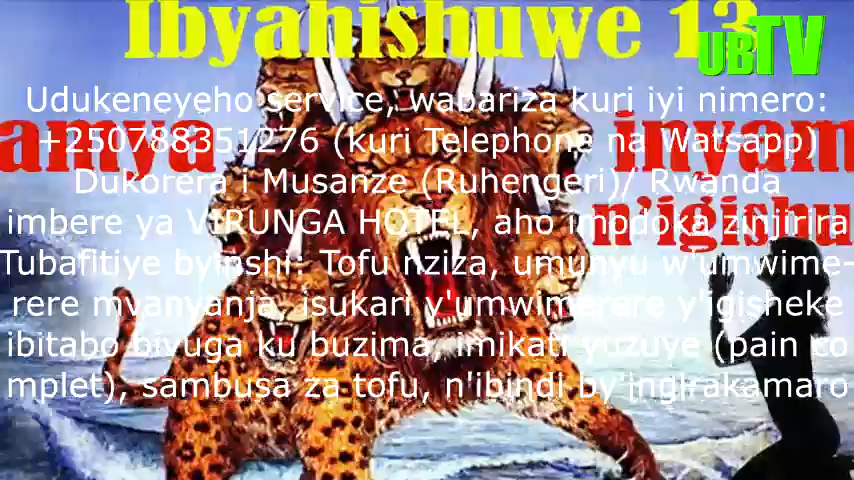 Ibyahishuwe 13
UBTV
Udukeneyeho service, wabariza kuri iyi nimero:
+250788351276 (kuri Telephone na Watsapp)
Dukorera i Musanze (Ruhengeri)/ Rwanda
imbere ya VIRUNGA HOTEL, aho imodoka zinjirira
Tubafitiye byinshi: Tofu nziza, umunyu w'umwime-
rere mvanyanja, isukari y'umwimerere y'igisheke
ibitabo bivuga ku buzima, imikati yuzuye (pain co
mplet), sambusa za tofu, n'ibindi by'ingirakamaro
amya
inyam
n'igishu